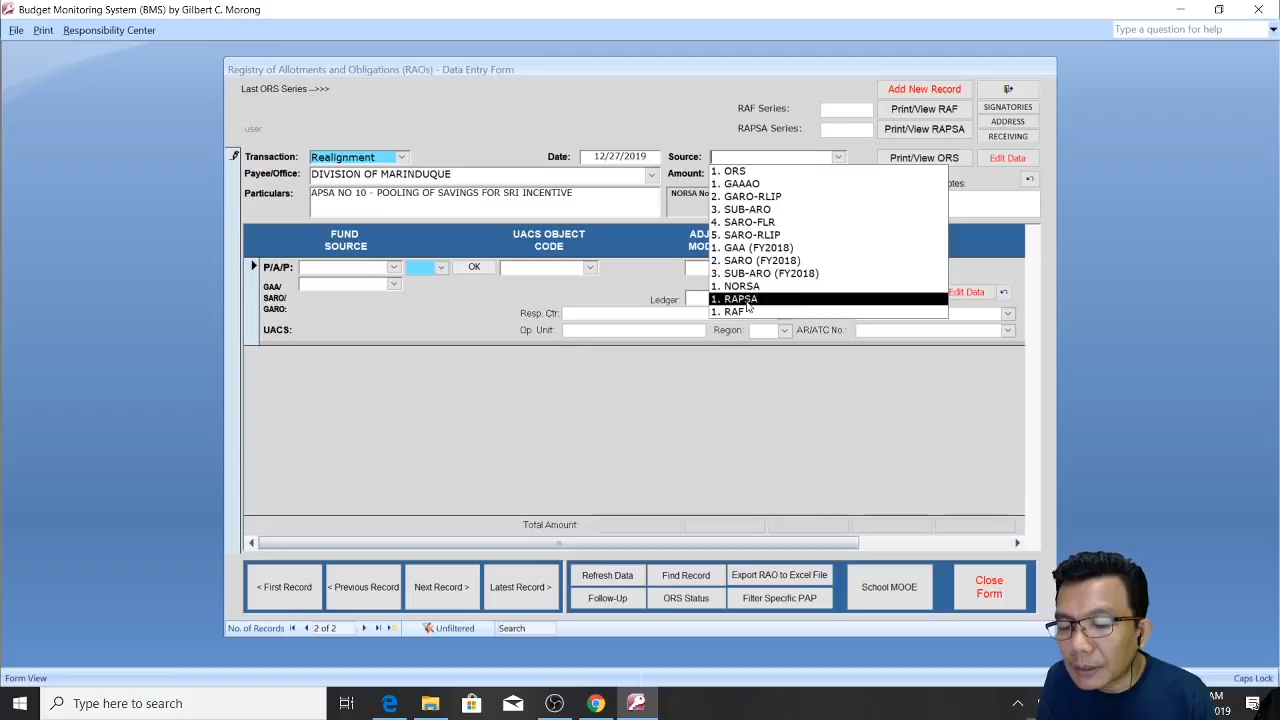 Budget Monitoring System (BMS) by Gilbert C. Morong
File Print Responsibility Center
Type a question for help
Registry of Allotments and Obligations (RAOs) - Data Entry Form
Last ORS Series -->>>
Add New Record
RAF Series:
Print/View RAF
SIGNATORIES
ADDRESS
user
RAPSA Series:
Print/View RAPSA
RECEIVING
Transaction: Realignment
Date: 12/27/2019
Source:
Print/View ORS
Edit Data
Payee/Office: DIVISION OF MARINDUQUE
Amount:
Particulars: APSA NO 10 - POOLING OF SAVINGS FOR SRI INCENTIVE
1. ORS
1. GAAAO
2. GARO-RLIP
3. SUB-ARO
4. SARO-FLR
5. SARO-RLIP
1. GAA (FY2018)
2. SARO (FY2018)
3. SUB-ARO (FY2018)
1. NORSA
1. RAPSA
1. RAF
FUND
SOURCE
UACS OBJECT
CODE
P/A/P:
OK
GAA/
SARO/
GARO:
Ledger:
Edit Data
Resp. Ctr:
UACS:
Op. Unit:
Region:
AR/ATC No.:
Total Amount:
< First Record
< Previous Record
Next Record >
Latest Record >
Refresh Data
Find Record
Export RAO to Excel File
Follow-Up
ORS Status
Filter Specific PAP
School MOOE
Close
Form
No. of Records 2 of 2
Unfiltered
Search
Form View
Caps Lock
Type here to search